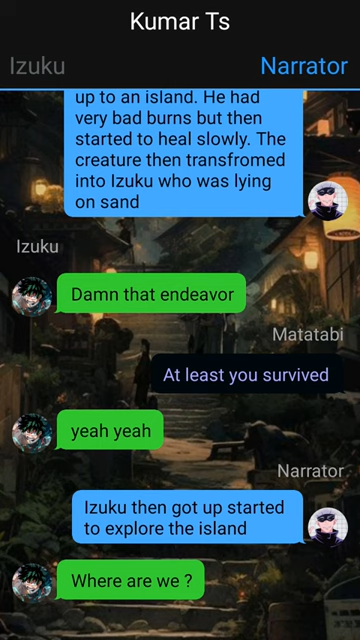 Kumar Ts
Izuku
Narrator
up to an island. He had
very bad burns but then
started to heal slowly. The
creature then transfromed
into Izuku who was lying
on sand
Izuku
Damn that endeavor
Matatabi
At least you survived
yeah yeah
Narrator
Izuku then got up started
to explore the island
Where are we ?